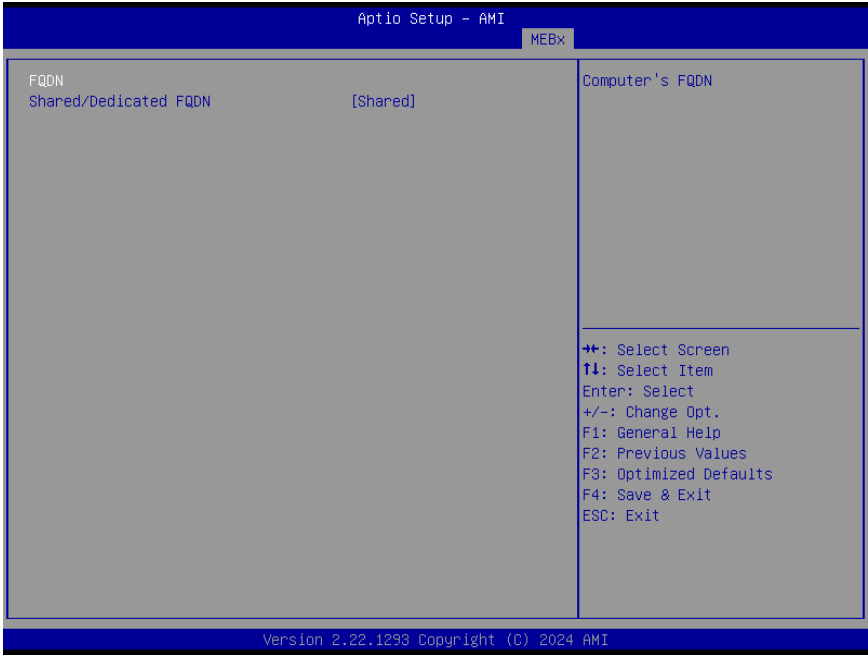 Aptio Setup – AMI
MEBx
FQDN
Shared/Dedicated FQDN [Shared]
Computer's FQDN
→←: Select Screen
↑↓: Select Item
Enter: Select
+/-: Change Opt.
F1: General Help
F2: Previous Values
F3: Optimized Defaults
F4: Save & Exit
ESC: Exit
Version 2.22.1293 Copyright (C) 2024 AMI